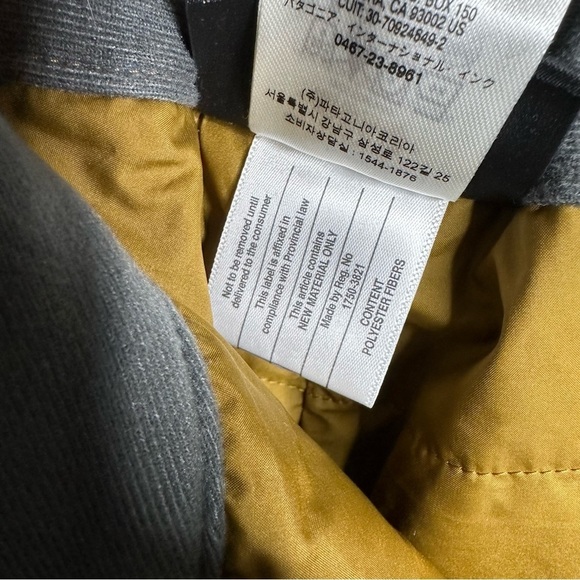 BOX 150
CA 93002 US
CUIT 30-70924649-2
パタゴニア・インターナショナル・インク
0467-23-8961
(주)파타고니아코리아
서울특별시 강남구 삼성로 122길 25
소비자상담실 : 1544-1876
Not to be removed until
delivered to the consumer
This label is affixed in
compliance with Provincial law
This article contains
NEW MATERIAL ONLY
Made by Reg. No
1750-3621
CONTENT
POLYESTER FIBERS